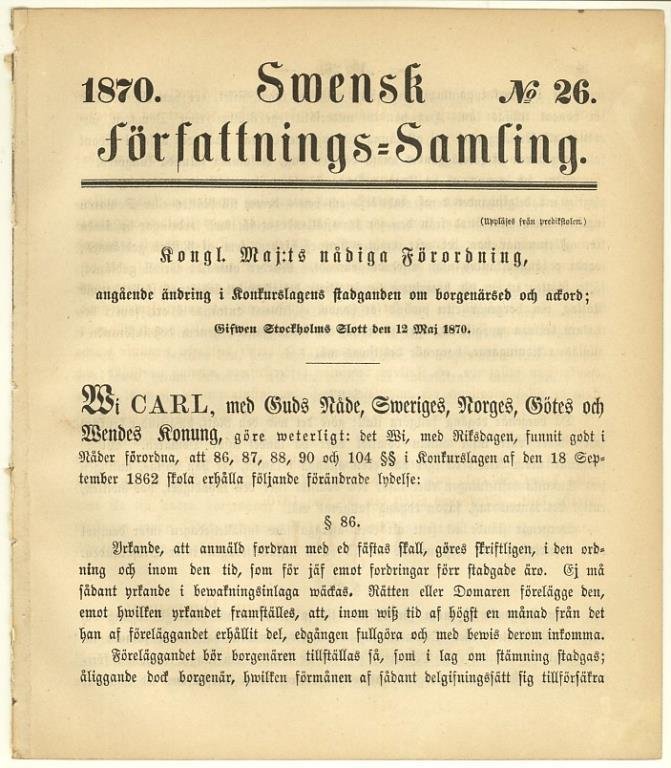 1870. Swensk № 26.
Författnings=Samling.
(Uppläses från predikstolen.)
Kongl. Maj:ts nådiga Förordning,
angående ändring i Konkurslagens stadganden om borgenärsed och ackord;
Gifwen Stockholms Slott den 12 Maj 1870.
Wi CARL, med Guds Nåde, Sweriges, Norges, Götes och
Wendes Konung, göre weterligt: det Wi, med Riksdagen, funnit godt i
Nåder förordna, att 86, 87, 88, 90 och 104 §§ i Konkurslagen af den 18 Sep-
tember 1862 skola erhålla följande förändrade lydelse:
§ 86.
Yrkande, att anmäld fordran med ed fästas skall, göres skriftligen, i den ord-
ning och inom den tid, som för jäf emot fordringar förr stadgade äro. Ej må
sådant yrkande i bewakningsinlaga wäckas. Rätten eller Domaren förelägge den,
emot hwilken yrkandet framställes, att, inom wiß tid af högst en månad från det
han af föreläggandet erhållit del, edgången fullgöra och med bewis derom inkomma.
Föreläggandet bör borgenären tillställas så, som i lag om stämning stadgas;
åliggande dock borgenär, hwilken förmånen af sådant delgifningssätt sig tillförsäkra